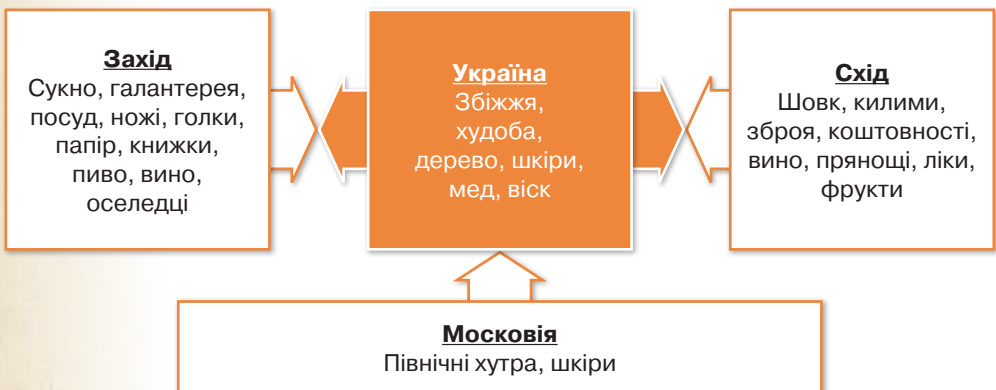 Захід
Сукно, галантерея,
посуд, ножі, голки,
папір, книжки,
пиво, вино,
оселедці
Україна
Збіжжя,
худоба,
дерево, шкіри,
мед, віск
Схід
Шовк, килими,
зброя, коштовності,
вино, прянощі, ліки,
фрукти
Московія
Північні хутра, шкіри